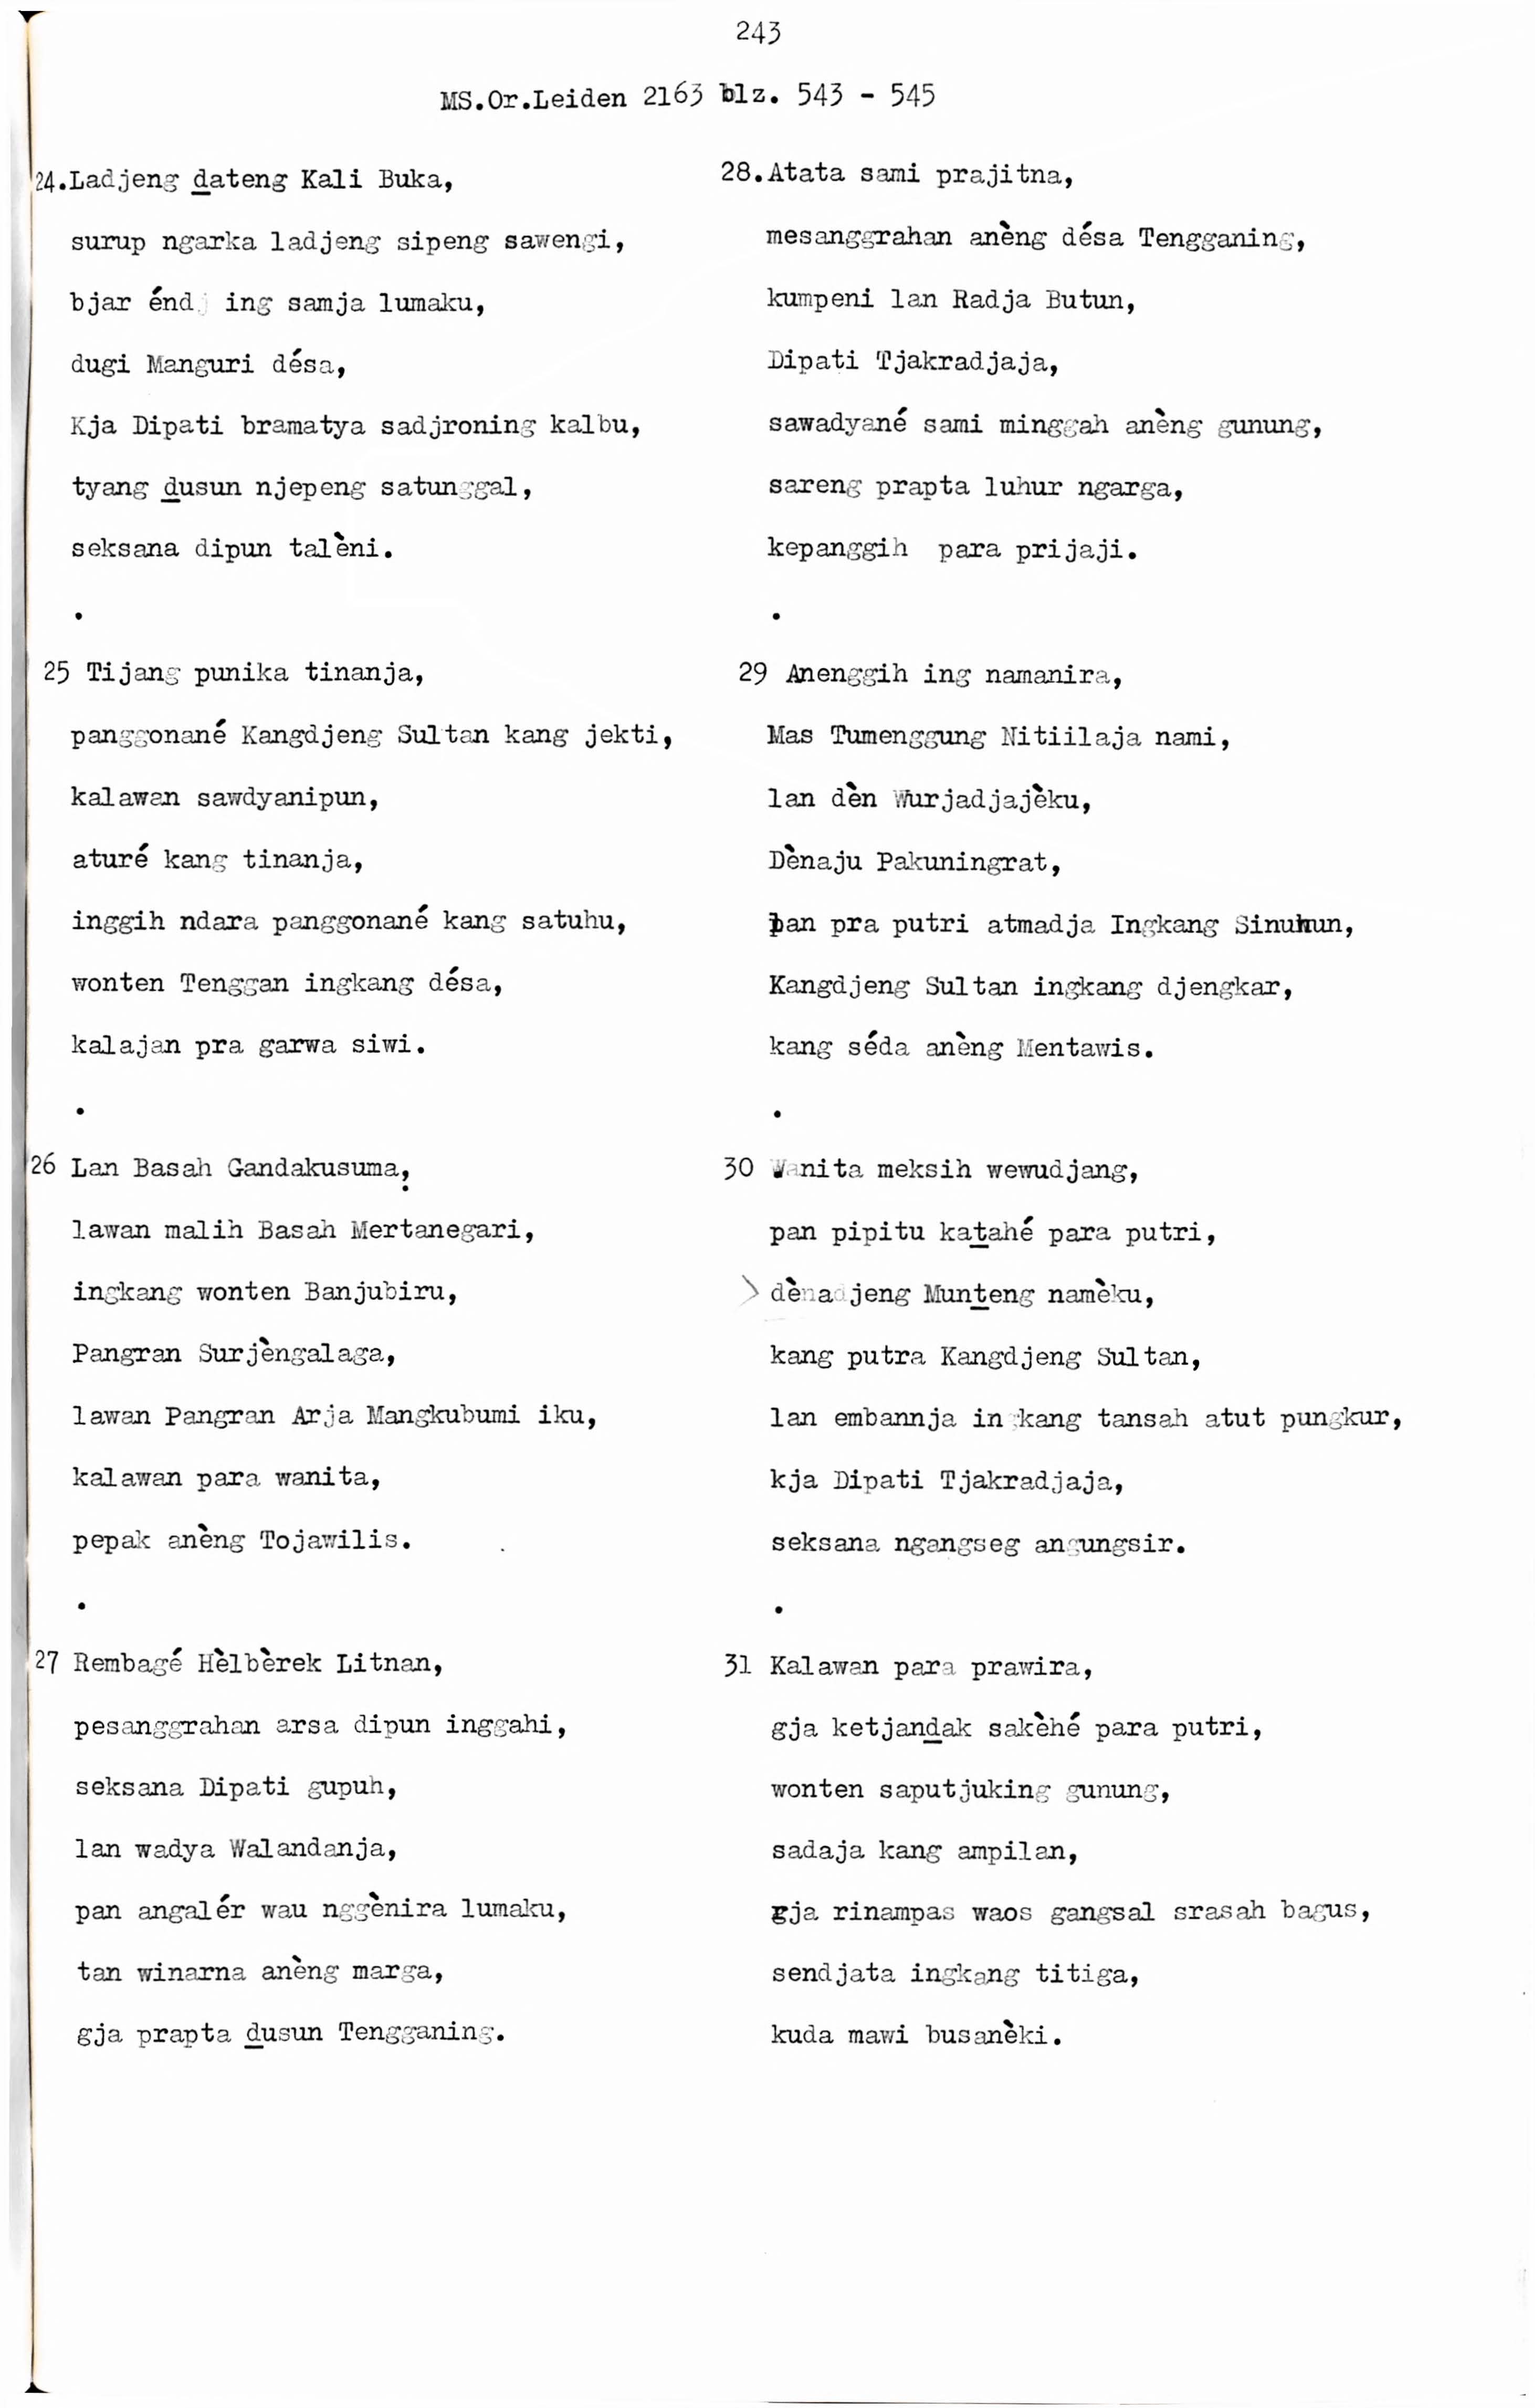 243
MS.Or.Leiden 2163 blz. 543 - 545
24.Ladjeng ḏateng Kali Buka,
surup ngarka ladjeng sipeng sawengi,
bjar éndj ing samja lumaku,
dugi Manguri désa,
Kja Dipati bramatya sadjroning kalbu,
tyang ḏusun njepeng satunggal,
seksana dipun talèni.
.
25 Tijang punika tinanja,
panggonané Kangdjeng Sultan kang jekti,
kalawan sawdyanipun,
aturé kang tinanja,
inggih ndara panggonané kang satuhu,
wonten Tenggan ingkang désa,
kalajan pra garwa siwi.
.
26 Lan Basah Gandakusuma,
lawan malih Basah Mertanegari,
ingkang wonten Banjubiru,
Pangran Surjèngalaga,
lawan Pangran Arja Mangkubumi iku,
kalawan para wanita,
pepak anèng Tojawilis.
.
27 Rembagé Hèlbèrek Litnan,
pesanggrahan arsa dipun inggahi,
seksana Dipati gupuh,
lan wadya Walandanja,
pan angalér wau nggènira lumaku,
tan winarna anèng marga,
gja prapta ḏusun Tengganing.
28.Atata sami prajitna,
mesanggrahan anèng désa Tengganing,
kumpeni lan Radja Butun,
Dipati Tjakradjaja,
sawadyané sami minggah anèng gunung,
sareng prapta luhur ngarga,
kepanggih para prijaji.
.
29 Anenggih ing namanira,
Mas Tumenggung Nitiilaja nami,
lan dèn Wurjadjajèku,
Dènaju Pakuningrat,
pan pra putri atmadja Ingkang Sinuhun,
Kangdjeng Sultan ingkang djengkar,
kang séda anèng Mentawis.
.
30 Wanita meksih wewudjang,
pan pipitu kaṯahé para putri,
dènadjeng Munṯeng namèku,
kang putra Kangdjeng Sultan,
lan embannja ingkang tansah atut pungkur,
kja Dipati Tjakradjaja,
seksana ngangseg angungsir.
.
31 Kalawan para prawira,
gja ketjanḏak sakèhé para putri,
wonten saputjuking gunung,
sadaja kang ampilan,
gja rinampas waos gangsal srasah bagus,
sendjata ingkang titiga,
kuda mawi busanèki.